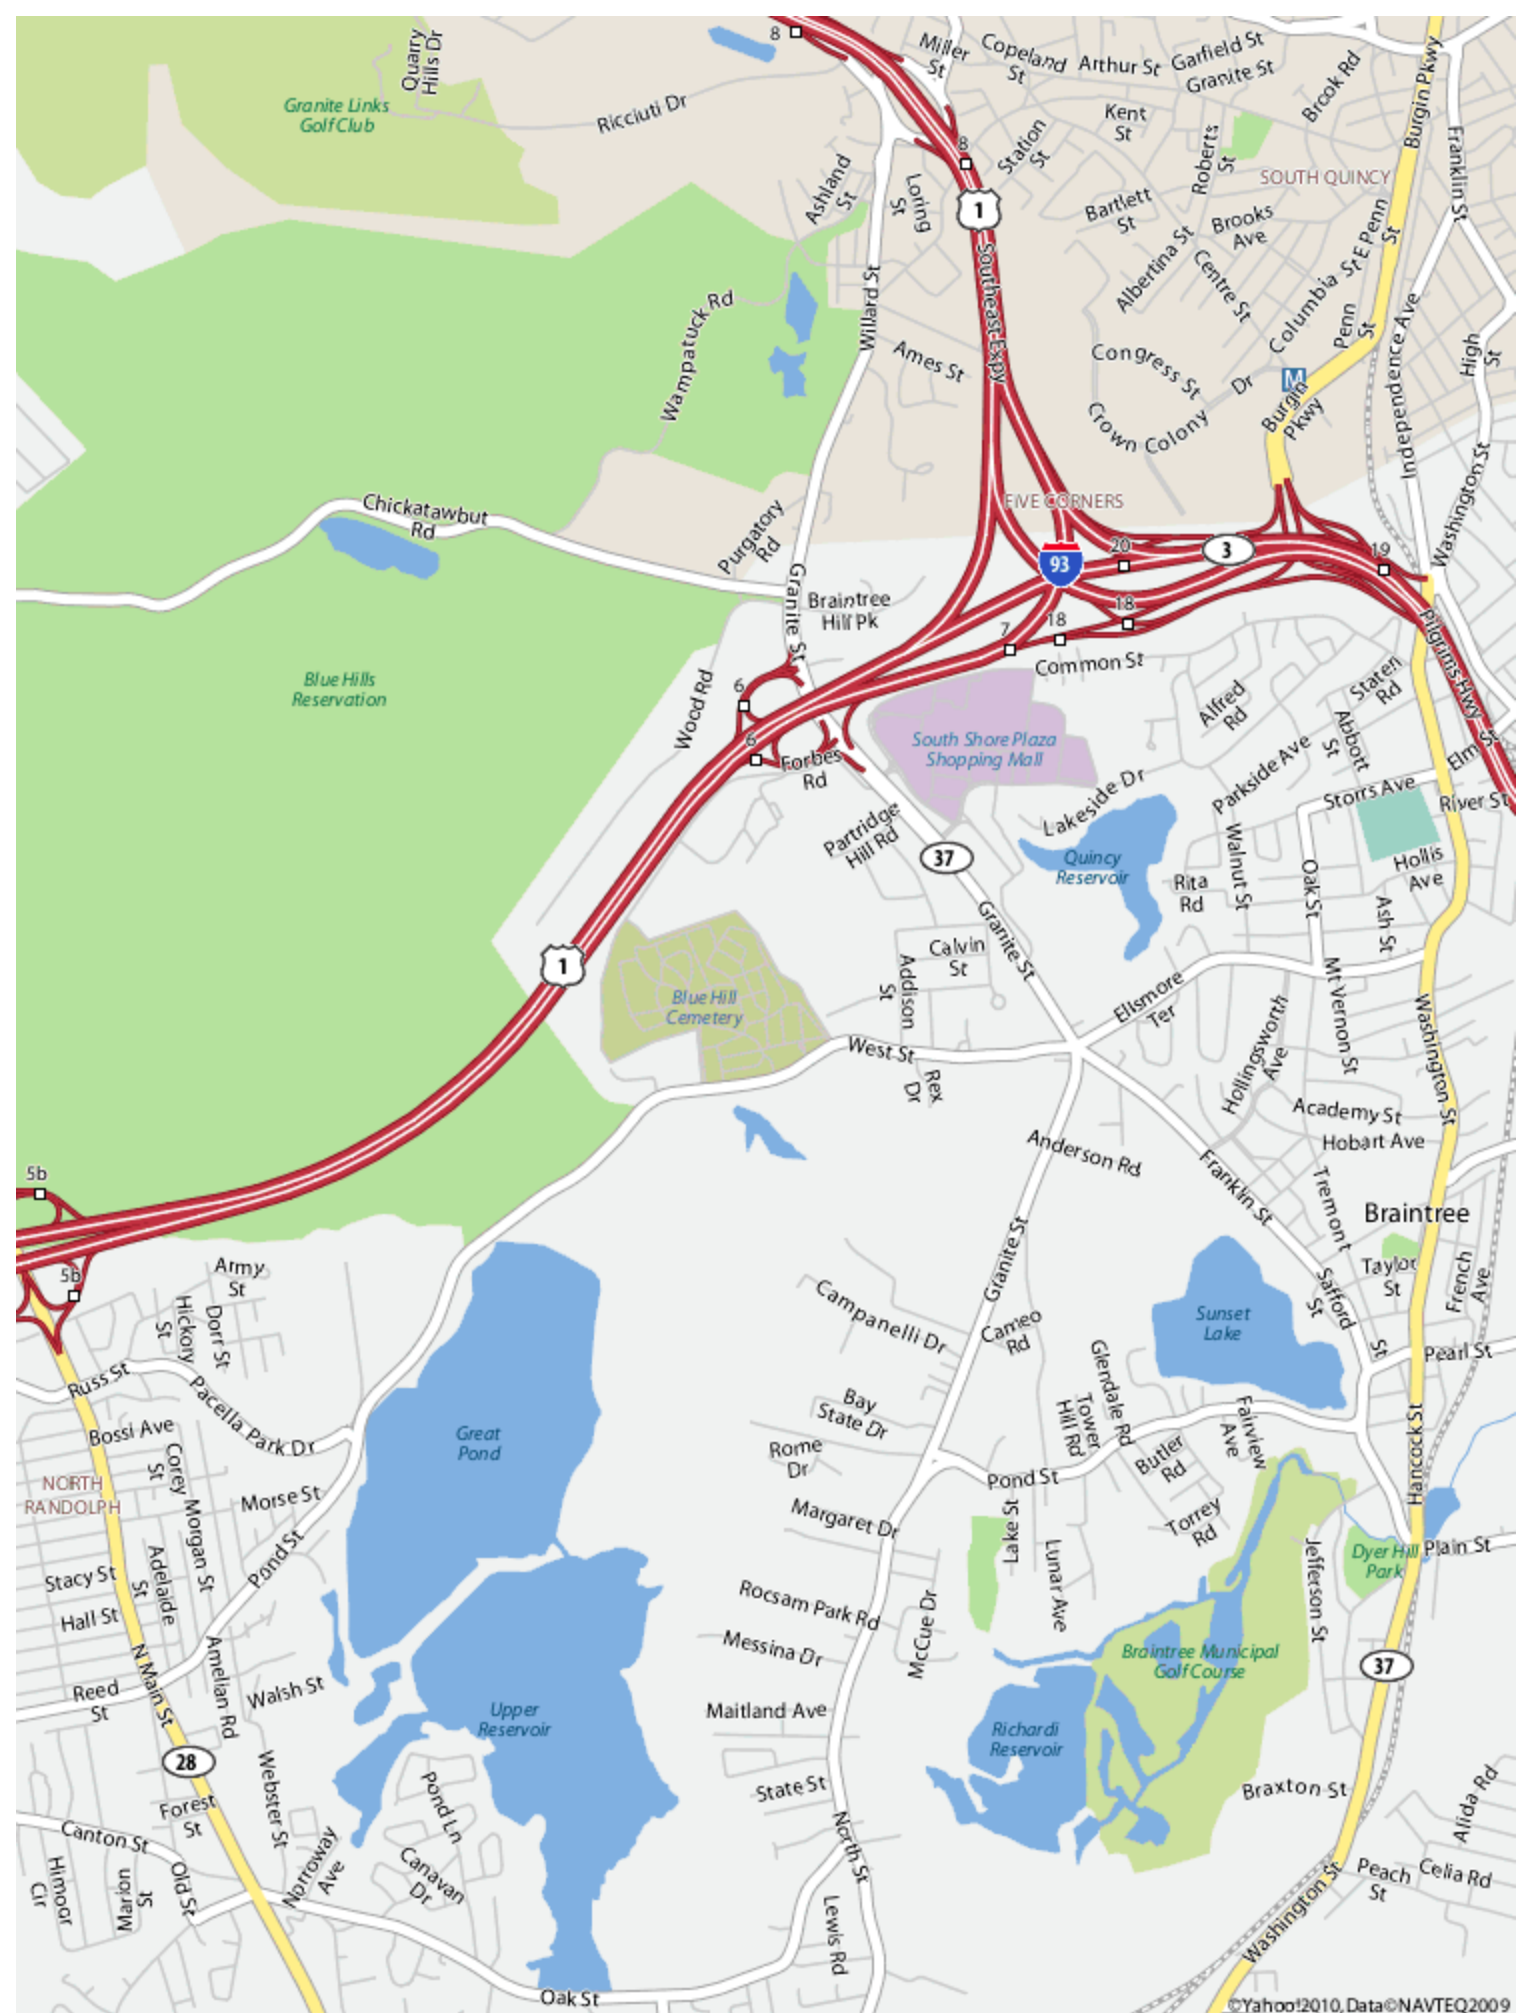 8
Miller
St
Copeland
St
Arthur St
Garfield St
Granite St
Brook Rd
Burgin Pkwy
Quarry
Hills Dr
Granite Links
Golf Club
Ricciuti Dr
Kent
St
Franklin St
8
Station
St
Roberts
St
SOUTH QUINCY
Ashland
St
Loring
St
1
Bartlett
St
Brooks
Ave
E Penn
St
Albertina St
Centre St
Columbia St
Southeast Expy
Willard St
Wampatuck Rd
Penn
St
Independence Ave
High
St
Ames St
Congress St
M
Burgin
Pkwy
Crown Colony Dr
Washington St
Chickatawbut
Rd
FIVE CORNERS
Purgatory
Rd
20
3
19
93
Granite St
Braintree
Hill Pk
18
18
7
Pilgrims Hwy
Common St
Blue Hills
Reservation
Wood Rd
6
Staten
Rd
Alfred
Rd
Abbott
St
South Shore Plaza
Shopping Mall
6
Forbes
Rd
Parkside Ave
Elm St
Storrs Ave
River St
Lakeside Dr
Partridge
Hill Rd
37
Quincy
Reservoir
Walnut St
Hollis
Ave
Rita
Rd
Oak St
Ash St
Granite St
Calvin
St
1
Addison
St
Ellsmore
Ter
Mt Vernon St
Washington St
Blue Hill
Cemetery
West St
Rex
Dr
Hollingsworth
Ave
Academy St
Hobart Ave
Anderson Rd
Franklin St
Tremont
St
5b
Braintree
Granite St
Army
St
5b
Taylor
St
French
Ave
Hickory
St
Dorr St
Campanelli Dr
Cameo
Rd
Sunset
Lake
Safford
St
Pearl St
Russ St
Pacella Park Dr
Glendale Rd
Bay
State Dr
Tower
Hill Rd
Fairview
Ave
Bossi Ave
Corey
St
Great
Pond
Rome
Dr
Butler
Rd
Hancock St
NORTH
RANDOLPH
Morse St
Morgan St
Pond St
Margaret Dr
Torrey
Rd
Lake St
Pond St
Lunar Ave
Jefferson St
Dyer Hill
Park
Plain St
Stacy St
Adelaide
St
Hall St
Rocsam Park Rd
McCue Dr
Messina Dr
Braintree Municipal
Golf Course
37
N Main St
Amelian Rd
Walsh St
Reed
St
Maitland Ave
Upper
Reservoir
Richardi
Reservoir
28
Webster St
State St
Braxton St
Pond Ln
Alida Rd
Forest
St
Canton St
North St
Himoor
Cir
Marion
St
Old St
Norroway
Ave
Canavan
Dr
Peach
St
Celia Rd
Lewis Rd
Washington St
Oak St
©Yahoo!2010, Data©NAVTEQ2009